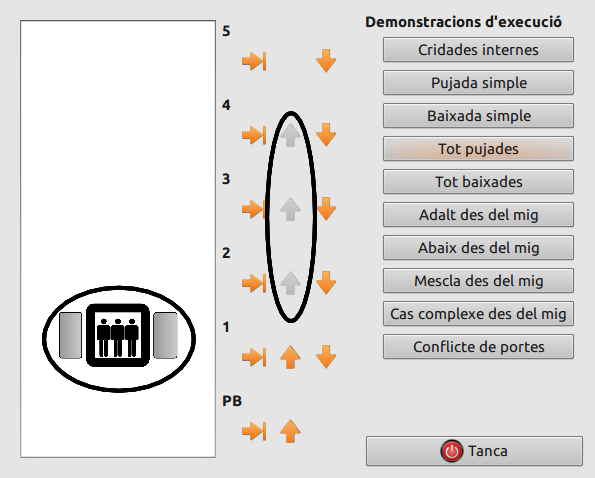 Demonstracions d'execució
5
Cridades internes
Pujada simple
4
Baixada simple
Tot pujades
3
Tot baixades
Adalt des del mig
2
Abaix des del mig
Mescla des del mig
1
Cas complexe des del mig
Conflicte de portes
PB
Tanca